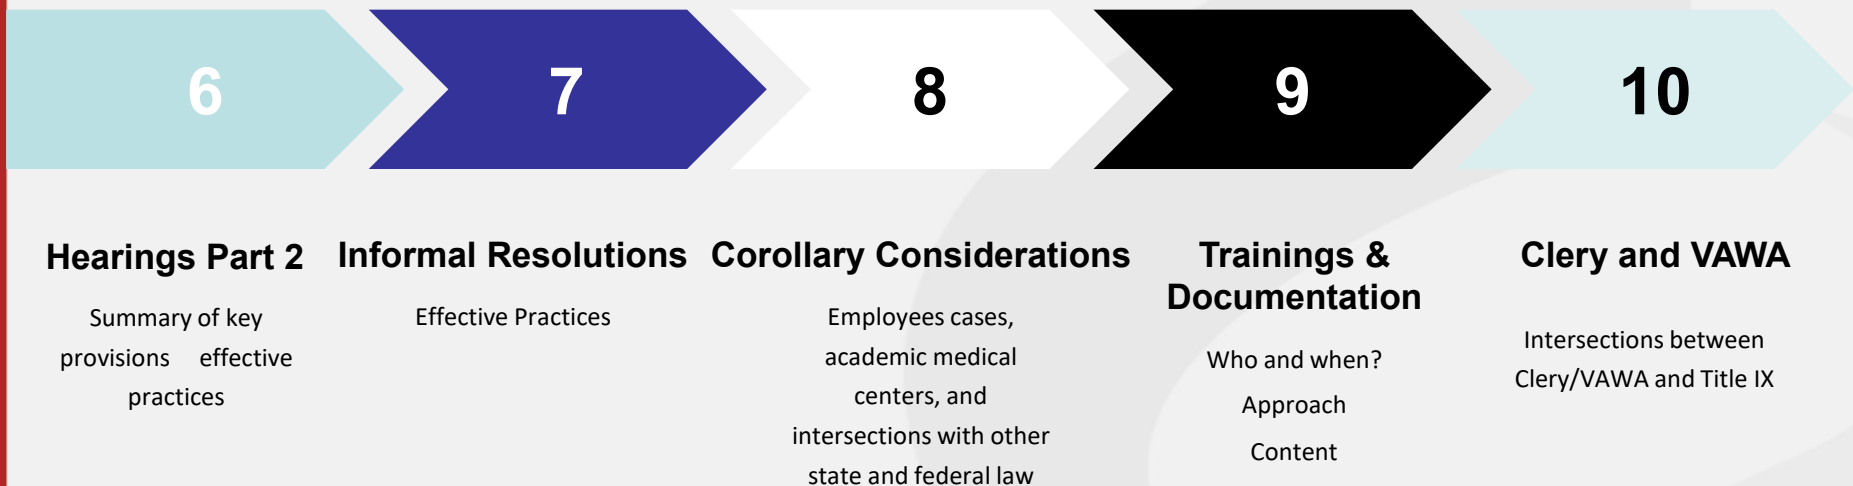 6
7
8
9
10
Hearings Part 2
Summary of key
provisions effective
practices
Informal Resolutions
Effective Practices
Corollary Considerations
Employees cases,
academic medical
centers, and
intersections with other
state and federal law
Trainings &
Documentation
Who and when?
Approach
Content
Clery and VAWA
Intersections between
Clery/VAWA and Title IX